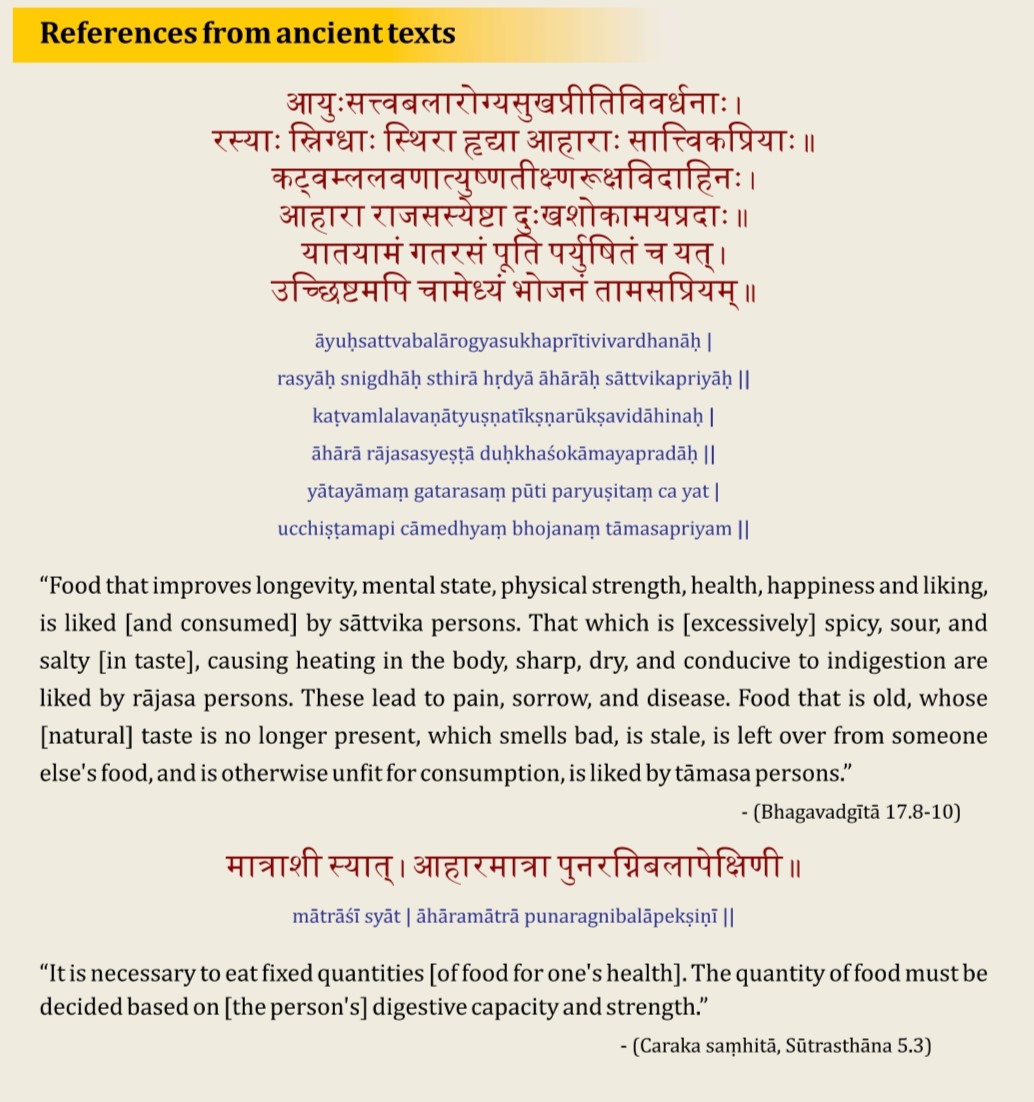 References from ancient texts
आयुःसत्त्वबलारोग्यसुखप्रीतिविवर्धनाः।
रस्याः स्निग्धाः स्थिरा हृद्या आहाराः सात्त्विकप्रियाः॥
कट्वम्ललवणात्युष्णतीक्ष्णरूक्षविदाहिनः।
आहारा राजसस्येष्टा दुःखशोकामयप्रदाः॥
यातयामं गतरसं पूति पर्युषितं च यत्।
उच्छिष्टमपि चामेध्यं भोजनं तामसप्रियम्॥
āyuḥsattvabalārogyasukhaprītivivardhanāḥ |
rasyāḥ snigdhāḥ sthirā hṛdyā āhārāḥ sāttvikapriyāḥ ||
kaṭvamlalavaṇātyuṣṇatīkṣṇarūkṣavidāhinaḥ |
āhārā rājasasyeṣṭā duḥkhaśokāmayapradāḥ ||
yātayāmaṃ gatarasaṃ pūti paryuṣitaṃ ca yat |
ucchiṣṭamapi cāmedhyaṃ bhojanaṃ tāmasapriyam ||
“Food that improves longevity, mental state, physical strength, health, happiness and liking,
is liked [and consumed] by sāttvika persons. That which is [excessively] spicy, sour, and
salty [in taste], causing heating in the body, sharp, dry, and conducive to indigestion are
liked by rājasa persons. These lead to pain, sorrow, and disease. Food that is old, whose
[natural] taste is no longer present, which smells bad, is stale, is left over from someone
else's food, and is otherwise unfit for consumption, is liked by tāmasa persons.”
- (Bhagavadgītā 17.8-10)
मात्राशी स्यात्। आहारमात्रा पुनरग्निबलापेक्षिणी॥
mātrāśī syāt | āhāramātrā punaragnibalāpekṣiṇī ||
“It is necessary to eat fixed quantities [of food for one's health]. The quantity of food must be
decided based on [the person's] digestive capacity and strength.”
- (Caraka saṃhitā, Sūtrasthāna 5.3)